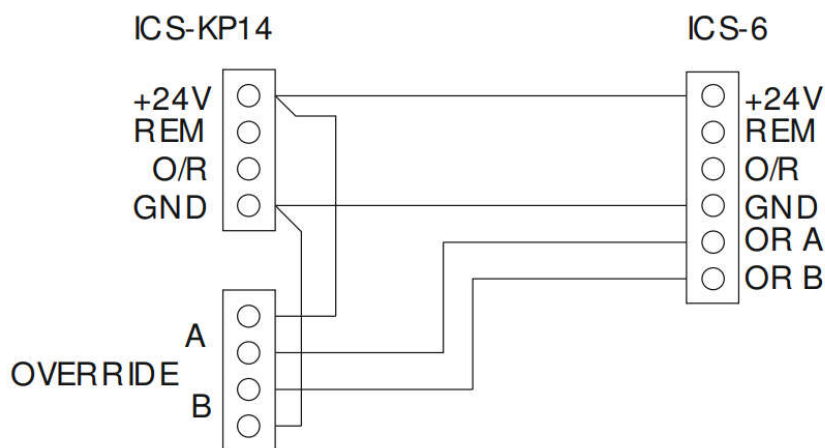 ICS-KP14
ICS-6
+24V
REM
O/R
GND
+24V
REM
O/R
GND
OR A
OR B
A
OVERRIDE
B